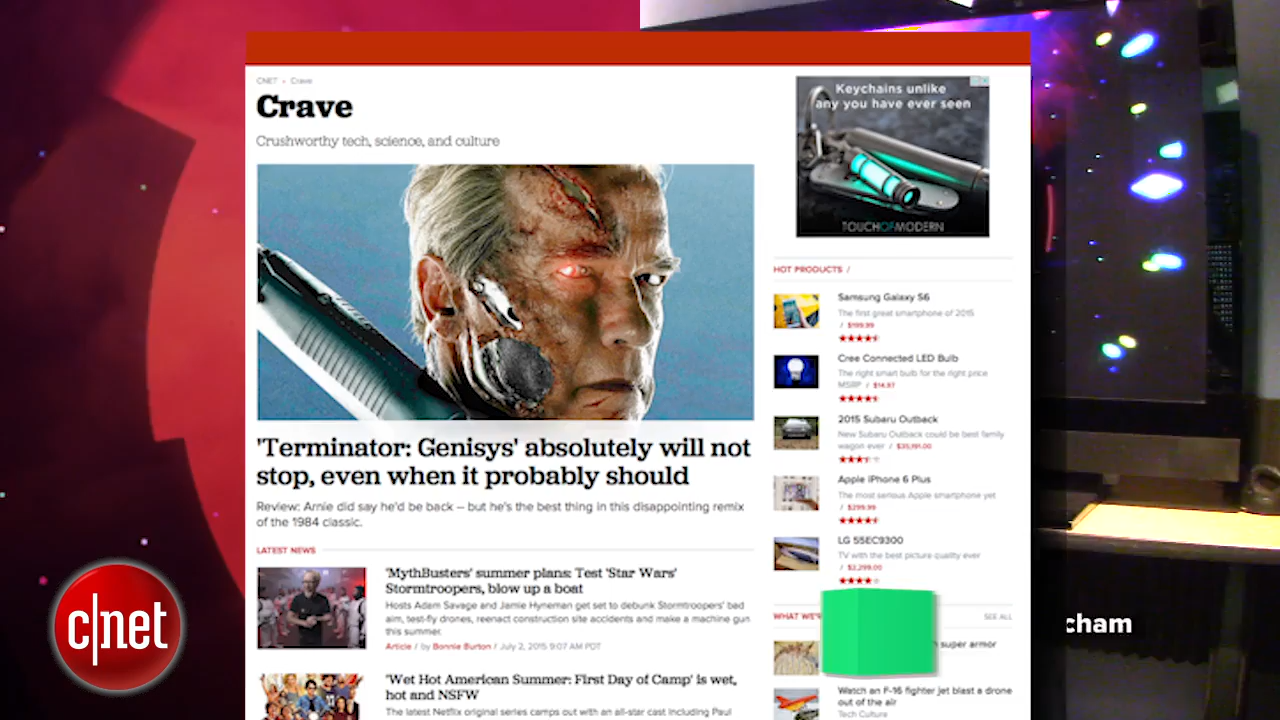 CNET • Crave
Crave
Crushworthy tech, science, and culture
'Terminator: Genisys' absolutely will not
stop, even when it probably should
Review: Arnie did say he'd be back -- but he's the best thing in this disappointing remix
of the 1984 classic.
LATEST NEWS
'MythBusters' summer plans: Test 'Star Wars'
Stormtroopers, blow up a boat
Hosts Adam Savage and Jamie Hyneman get set to debunk Stormtroopers' bad
aim, test-fly drones, reenact construction site accidents and make a machine gun
this summer.
Article / by Bonnie Burton / July 2, 2015 9:07 AM PDT
'Wet Hot American Summer: First Day of Camp' is wet,
hot and NSFW
The latest Netflix original series camps out with an all-star cast including Paul
Keychains unlike
any you have ever seen
TOUCHOFMODERN
HOT PRODUCTS /
Samsung Galaxy S6
The first great smartphone of 2015
/ $199.99
Cree Connected LED Bulb
The right smart bulb for the right price
MSRP / $14.97
2015 Subaru Outback
New Subaru Outback could be best family
wagon ever /
Apple iPhone 6 Plus
The most serious Apple smartphone yet
/ $299.99
LG 55EC9300
TV with the best picture quality ever
/ $2,299.00
WHAT WE'R
SEE ALL
super armor
Watch an F-16 fighter jet blast a drone
out of the air
Tech Culture
c|net
cham